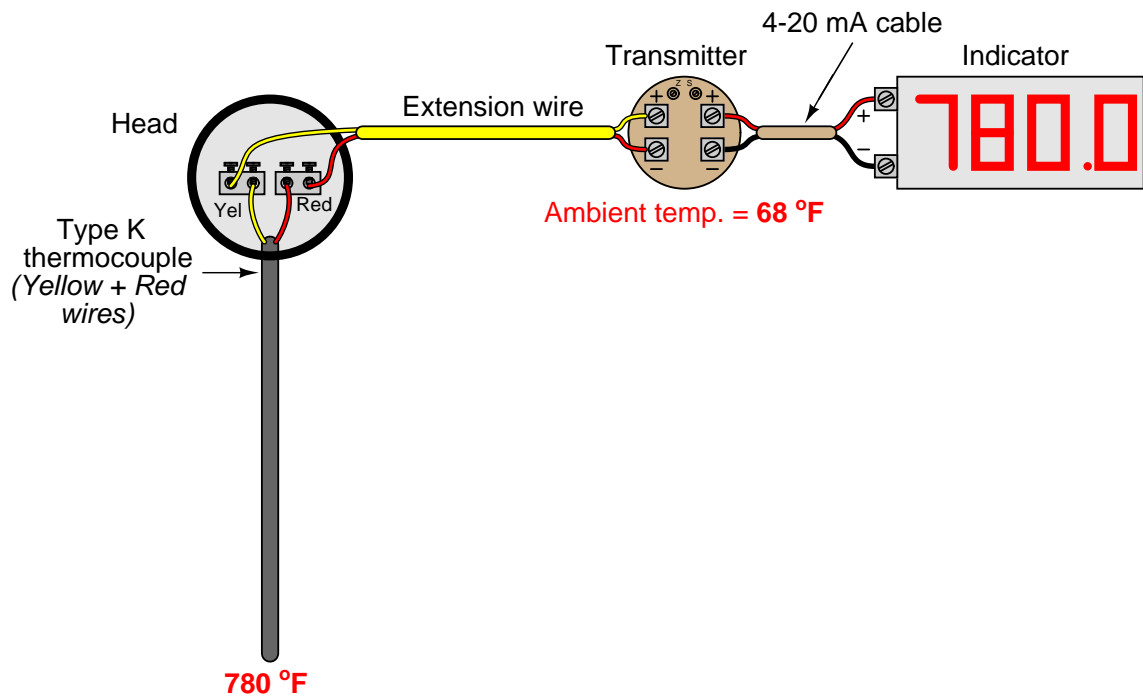 4-20 mA cable
Transmitter
Indicator
Z S
Extension wire
Head
+ +
− −
+
−
780.0
Yel
Red
Ambient temp. = 68 °F
Type K
thermocouple
(Yellow + Red
wires)
780 °F